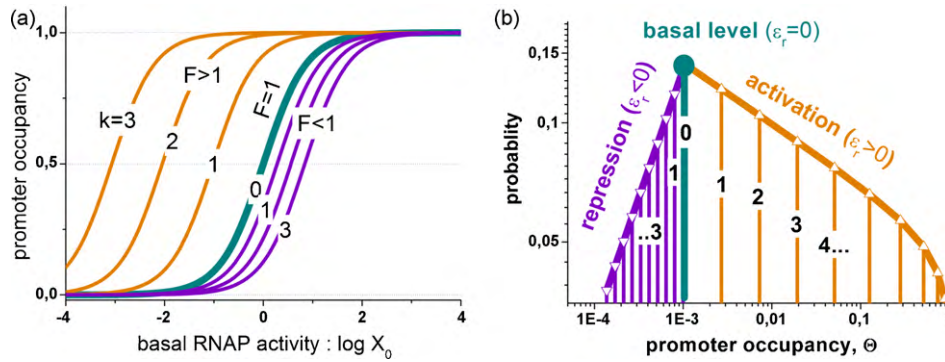 (a)
promoter occupancy
1,0
0,5
0,0
k=3
F>1
2
1
F=1
F<1
0
1
3
-4
-2
0
2
4
basal RNAP activity : log X₀
(b)
basal level (εᵣ=0)
probablity
0,15
0,1
0,05
repression (εᵣ<0)
activation (εᵣ>0)
0
1
1
2
3
..3
4...
1E-4
1E-3
0,01
0,1
promoter occupancy, Θ